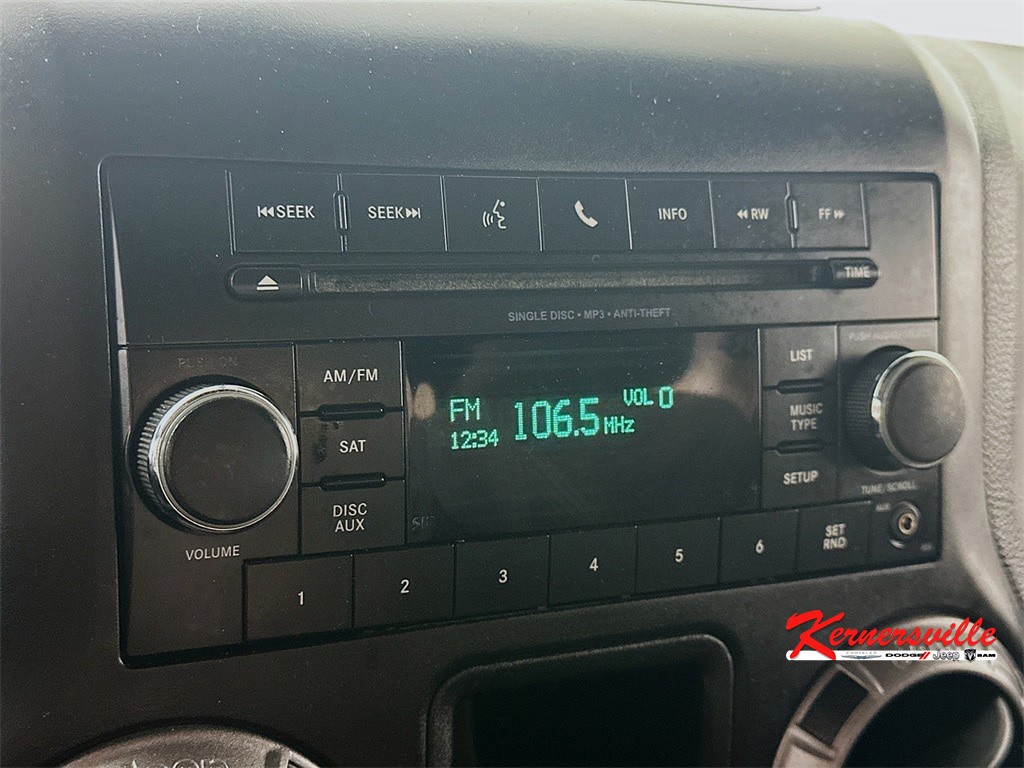 SEEK
SEEK
INFO
RW
FF
TIME
SINGLE DISC • MP3 • ANTI-THEFT
PUSH ON
AM/FM
SAT
DISC
AUX
VOLUME
FM
12:34
106.5 MHz
VOL 0
LIST
MUSIC
TYPE
SETUP
TUNE/SCROLL
AUX
1
2
3
4
5
6
SET
RND
Kernersville
CHRYSLER DODGE Jeep RAM